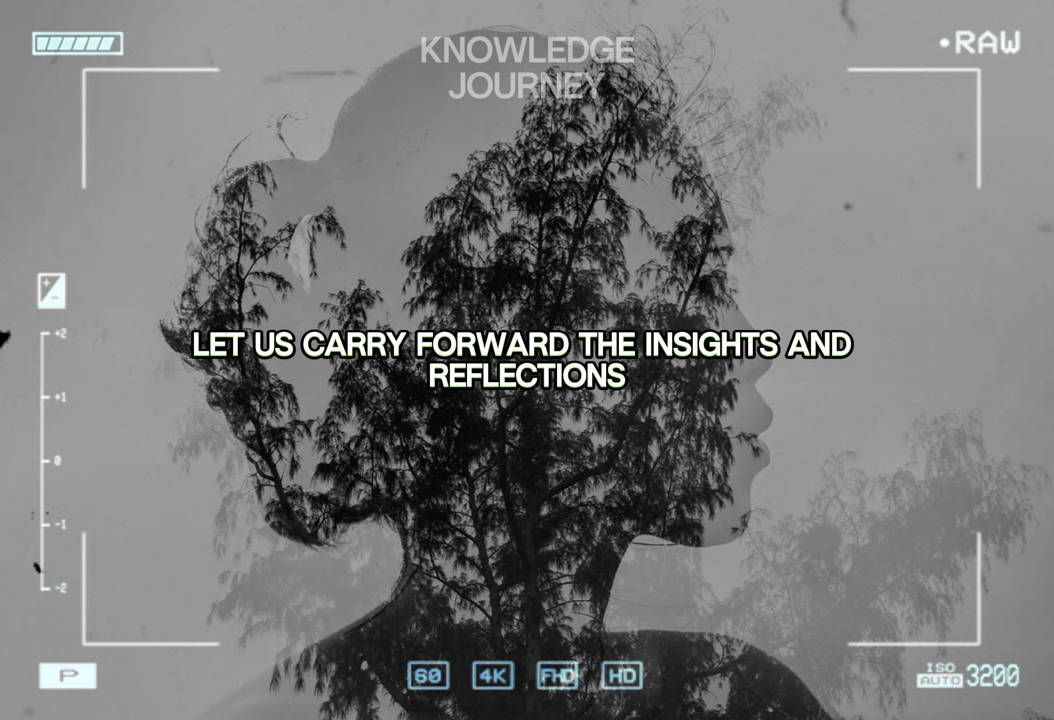 KNOWLEDGE
JOURNEY
•RAW
LET US CARRY FORWARD THE INSIGHTS AND
REFLECTIONS
+2
+1
0
-1
-2
P
60 4K FHD HD
ISO
AUTO 3200